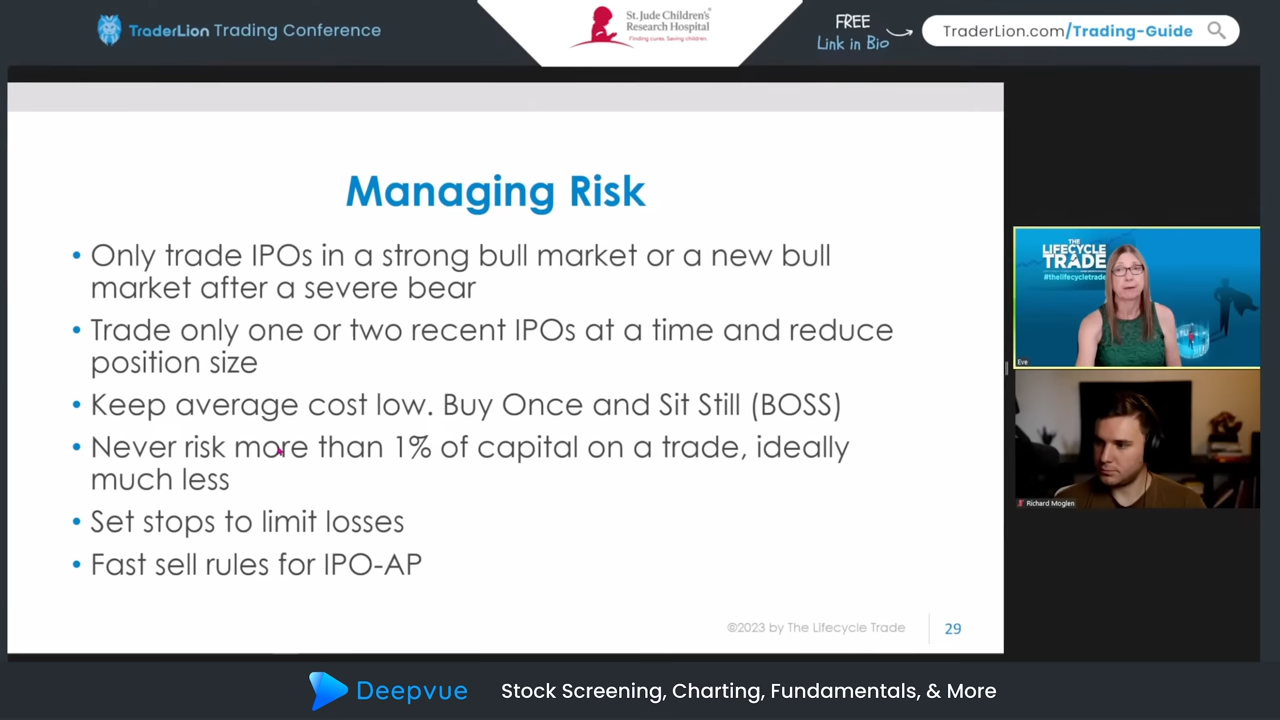 TraderLion Trading Conference
St. Jude Children's
Research Hospital
Finding cures. Saving children.
FREE
Link in Bio
TraderLion.com/Trading-Guide
Managing Risk
• Only trade IPOs in a strong bull market or a new bull
market after a severe bear
• Trade only one or two recent IPOs at a time and reduce
position size
• Keep average cost low. Buy Once and Sit Still (BOSS)
• Never risk more than 1% of capital on a trade, ideally
much less
• Set stops to limit losses
• Fast sell rules for IPO-AP
©2023 by The Lifecycle Trade
29
THE
LIFECYCLE
TRADE
#thelifecycletrade
Eve
Richard Moglen
Deepvue
Stock Screening, Charting, Fundamentals, & More